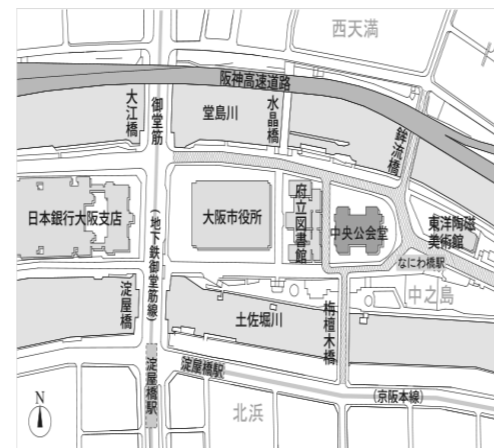 西天満
阪神高速道路
大江橋
御堂筋
堂島川
水晶橋
鉾流橋
日本銀行大阪支店
(地下鉄御堂筋線)
大阪市役所
府立図書館
中央公会堂
東洋陶磁
美術館
なにわ橋駅
中之島
淀屋橋
土佐堀川
栴檀木橋
淀屋橋駅
淀屋橋駅
(京阪本線)
北浜
N